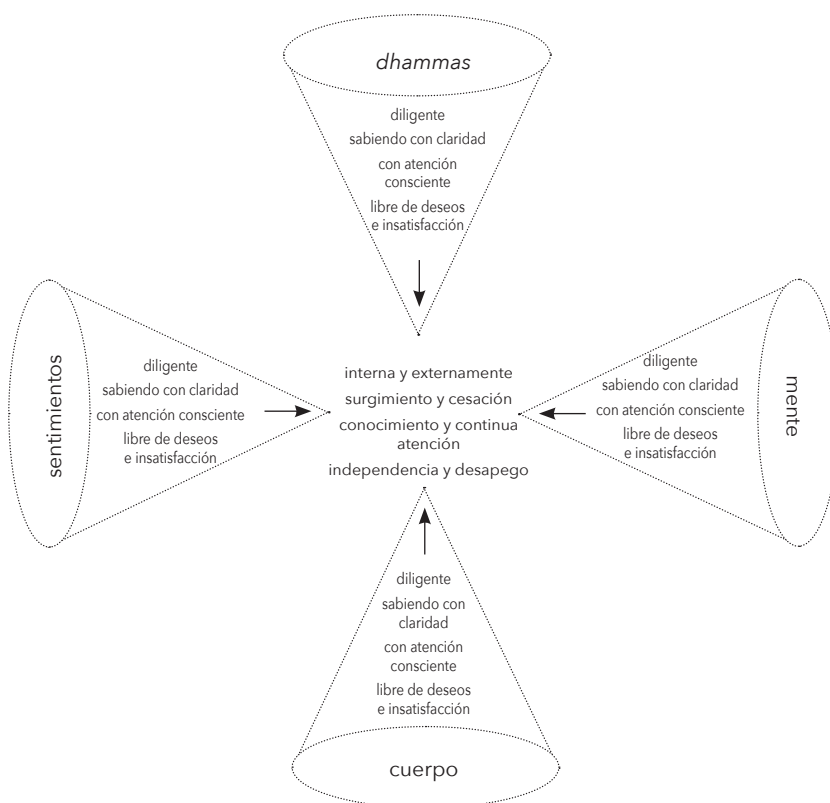 dhammas
diligente
sabiendo con claridad
con atención
consciente
libre de deseos
e insatisfacción
sentimientos
diligente
sabiendo con claridad
con atención consciente
libre de deseos
e insatisfacción
interna y externamente
surgimiento y cesación
conocimiento y continua
atención
independencia y desapego
diligente
sabiendo con claridad
con atención consciente
libre de deseos
e insatisfacción
mente
diligente
sabiendo con
claridad
con atención
consciente
libre de deseos
e insatisfacción
cuerpo